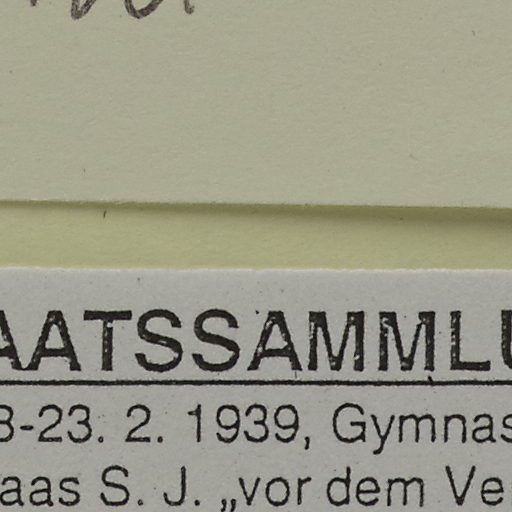 AATSSAMMLU
3-23. 2. 1939, Gymnas
aas S. J. „vor dem Ve